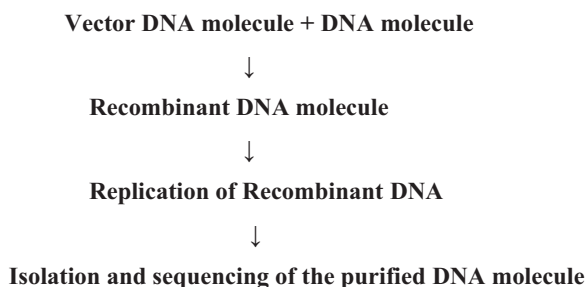 Vector DNA molecule + DNA molecule
↓
Recombinant DNA molecule
↓
Replication of Recombinant DNA
↓
Isolation and sequencing of the purified DNA molecule